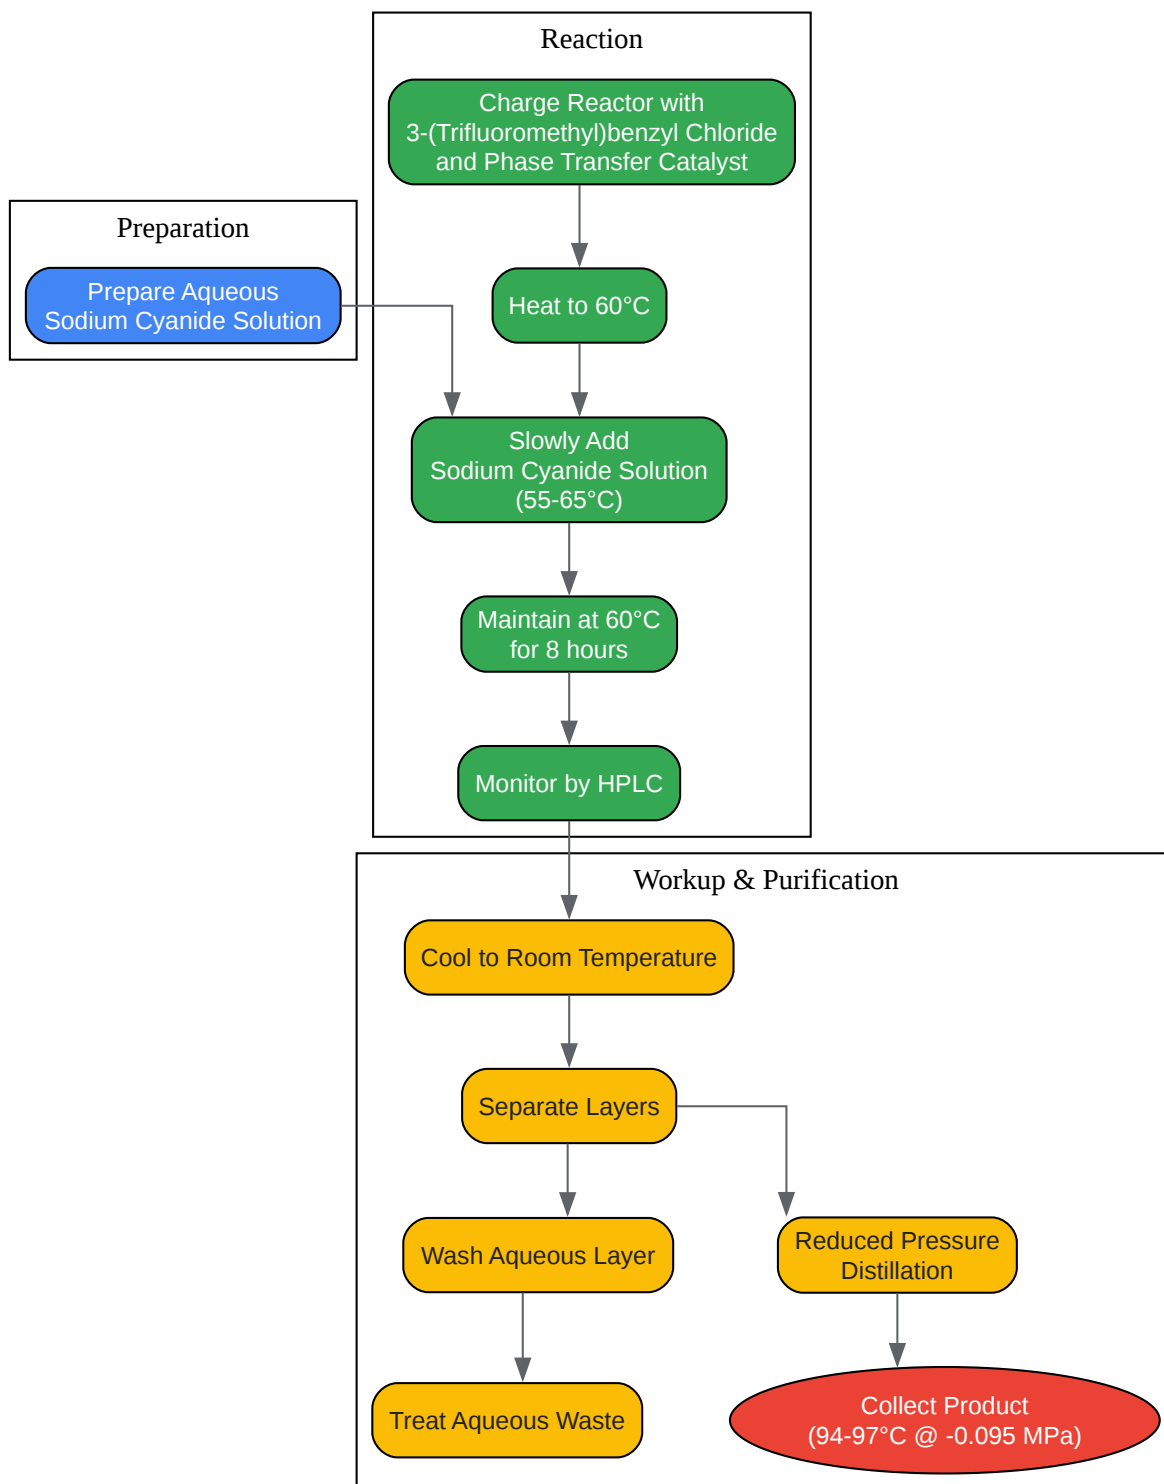 Reaction
Charge Reactor with
3-(Trifluoromethyl)benzyl Chloride
and Phase Transfer Catalyst
Preparation
Prepare Aqueous
Sodium Cyanide Solution
Heat to 60°C
Slowly Add
Sodium Cyanide Solution
(55-65°C)
Maintain at 60°C
for 8 hours
Monitor by HPLC
Workup & Purification
Cool to Room Temperature
Separate Layers
Wash Aqueous Layer
Reduced Pressure
Distillation
Treat Aqueous Waste
Collect Product
(94-97°C @ -0.095 MPa)